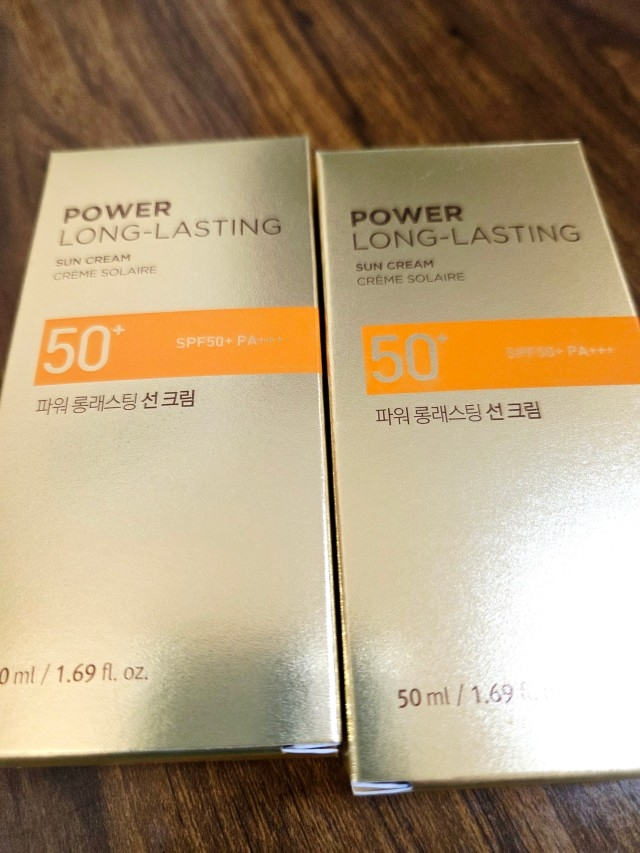 POWER
LONG-LASTING
SUN CREAM
CRÈME SOLAIRE
50+ SPF50+ PA+++
파워 롱래스팅 선 크림
0 ml / 1.69 fl. oz.
POWER
LONG-LASTING
SUN CREAM
CRÈME SOLAIRE
50+ SPF50+ PA+++
파워 롱래스팅 선 크림
50 ml / 1.69